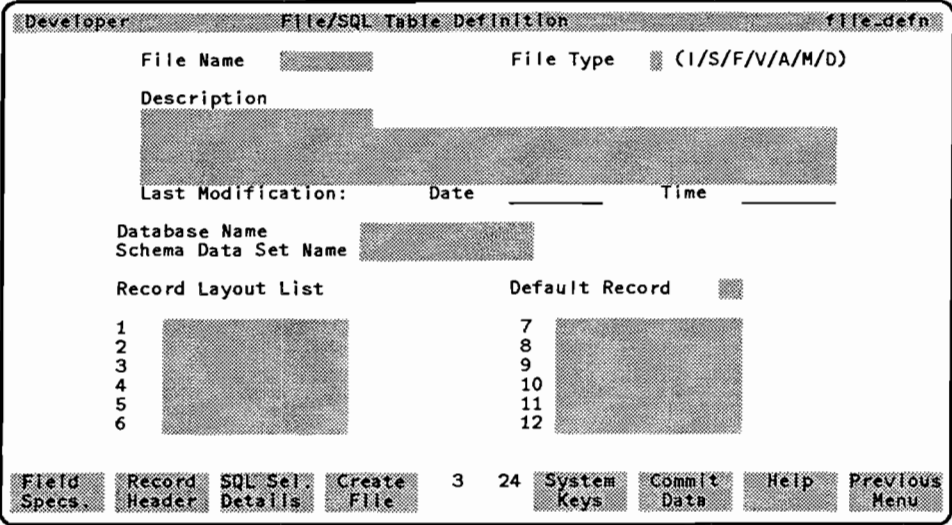 Developer File/SQL Table Definition file_defn
File Name File Type (I/S/F/V/A/M/D)
Description
Last Modification: Date Time
Database Name
Schema Data Set Name
Record Layout List Default Record
1 7
2 8
3 9
4 10
5 11
6 12
Field Record SQL Sel. Create 3 24 System Commit Help Previous
Specs. Header Details File Keys Data Menu